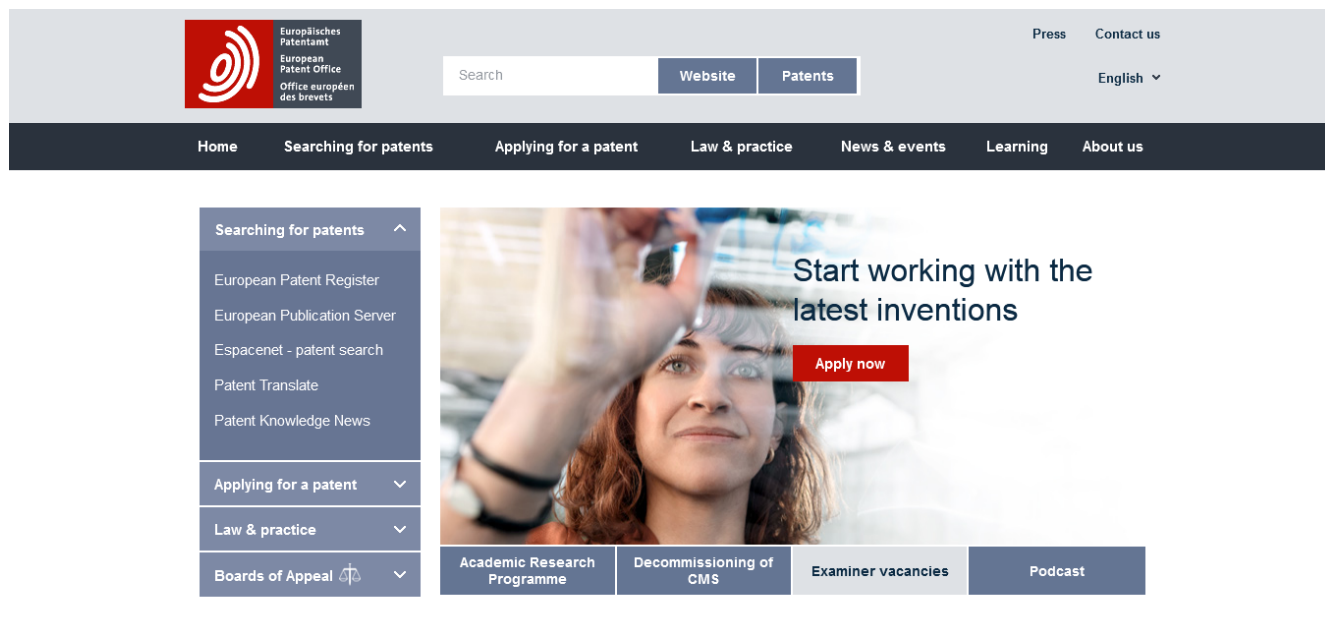 Europäisches
Patentamt
European
Patent Office
Office européen
des brevets
Press
Contact us
Search
Website
Patents
English
Home
Searching for patents
Applying for a patent
Law & practice
News & events
Learning
About us
Searching for patents
European Patent Register
European Publication Server
Espacenet - patent search
Patent Translate
Patent Knowledge News
Applying for a patent
Law & practice
Boards of Appeal
Start working with the
latest inventions
Apply now
Academic Research
Programme
Decommissioning of
CMS
Examiner vacancies
Podcast